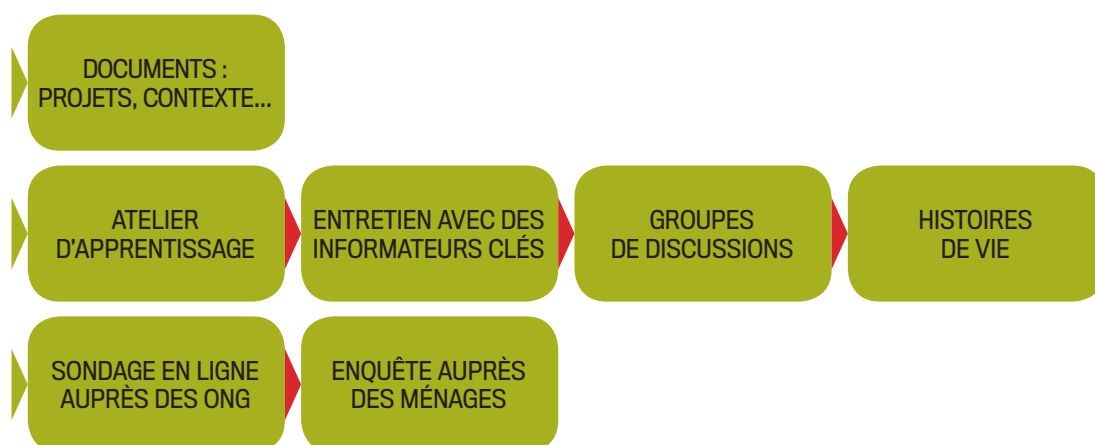 DOCUMENTS :
PROJETS, CONTEXTE...
ATELIER
D'APPRENTISSAGE
ENTRETIEN AVEC DES
INFORMATEURS CLÉS
GROUPES
DE DISCUSSIONS
HISTOIRES
DE VIE
SONDAGE EN LIGNE
AUPRÈS DES ONG
ENQUÊTE AUPRÈS
DES MÉNAGES